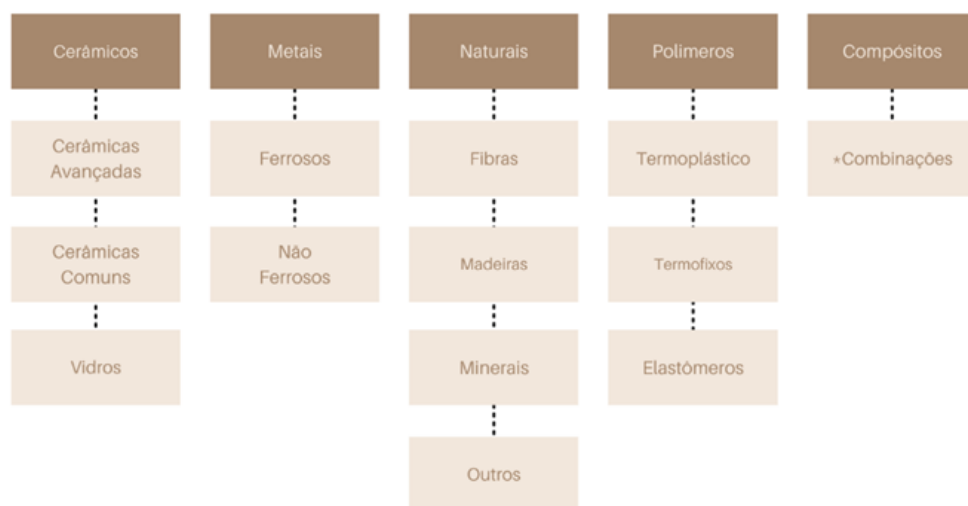 Cerâmicos
Metais
Naturais
Polimeros
Compósitos
Cerâmicas
Avançadas
Ferrosos
Fibras
Termoplástico
*Combinações
Cerâmicas
Comuns
Não
Ferrosos
Madeiras
Termofixos
Vidros
Minerais
Elastômeros
Outros